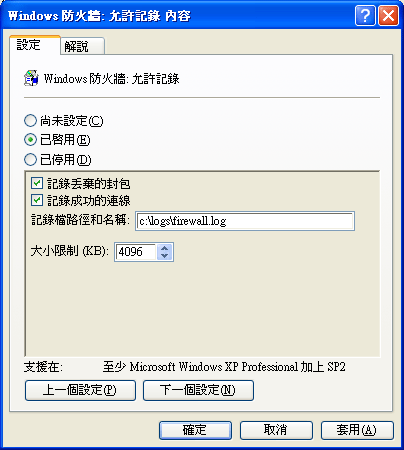 Windows 防火牆: 允許記錄 內容
設定 解說
Windows 防火牆: 允許記錄
尚未設定(C)
已啟用(E)
已停用(D)
記錄丟棄的封包
記錄成功的連線
記錄檔路徑和名稱: c:\logs\firewall.log
大小限制 (KB): 4096
支援在: 至少 Microsoft Windows XP Professional 加上 SP2
上一個設定(P) 下一個設定(N)
確定 取消 套用(A)